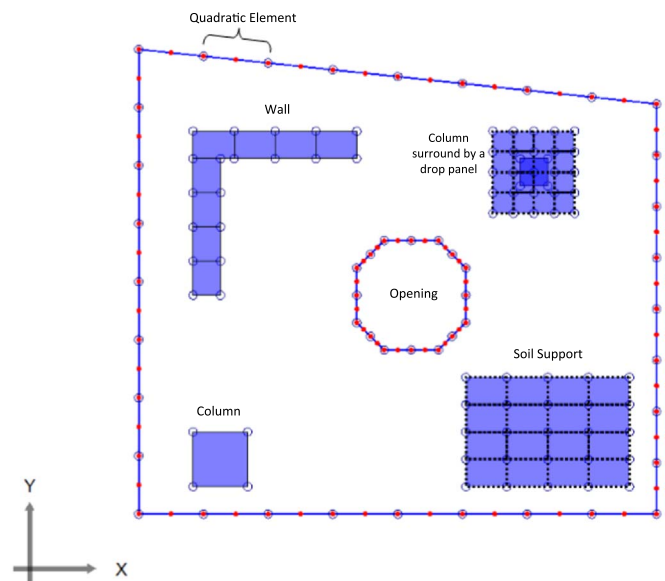 Quadratic Element
Wall
Column
surround by a
drop panel
Opening
Soil Support
Column
Y
X